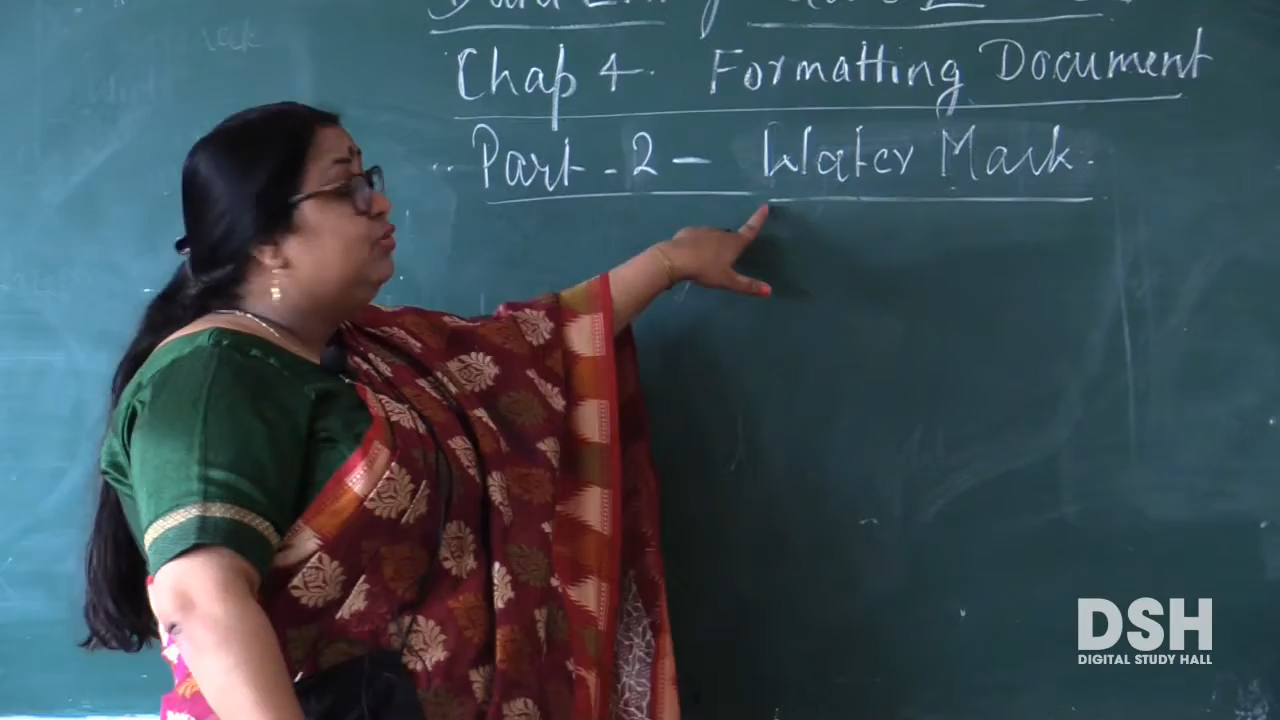 Chap 4. Formatting Document
Part - 2 - Water Mark.
DSH
DIGITAL STUDY HALL